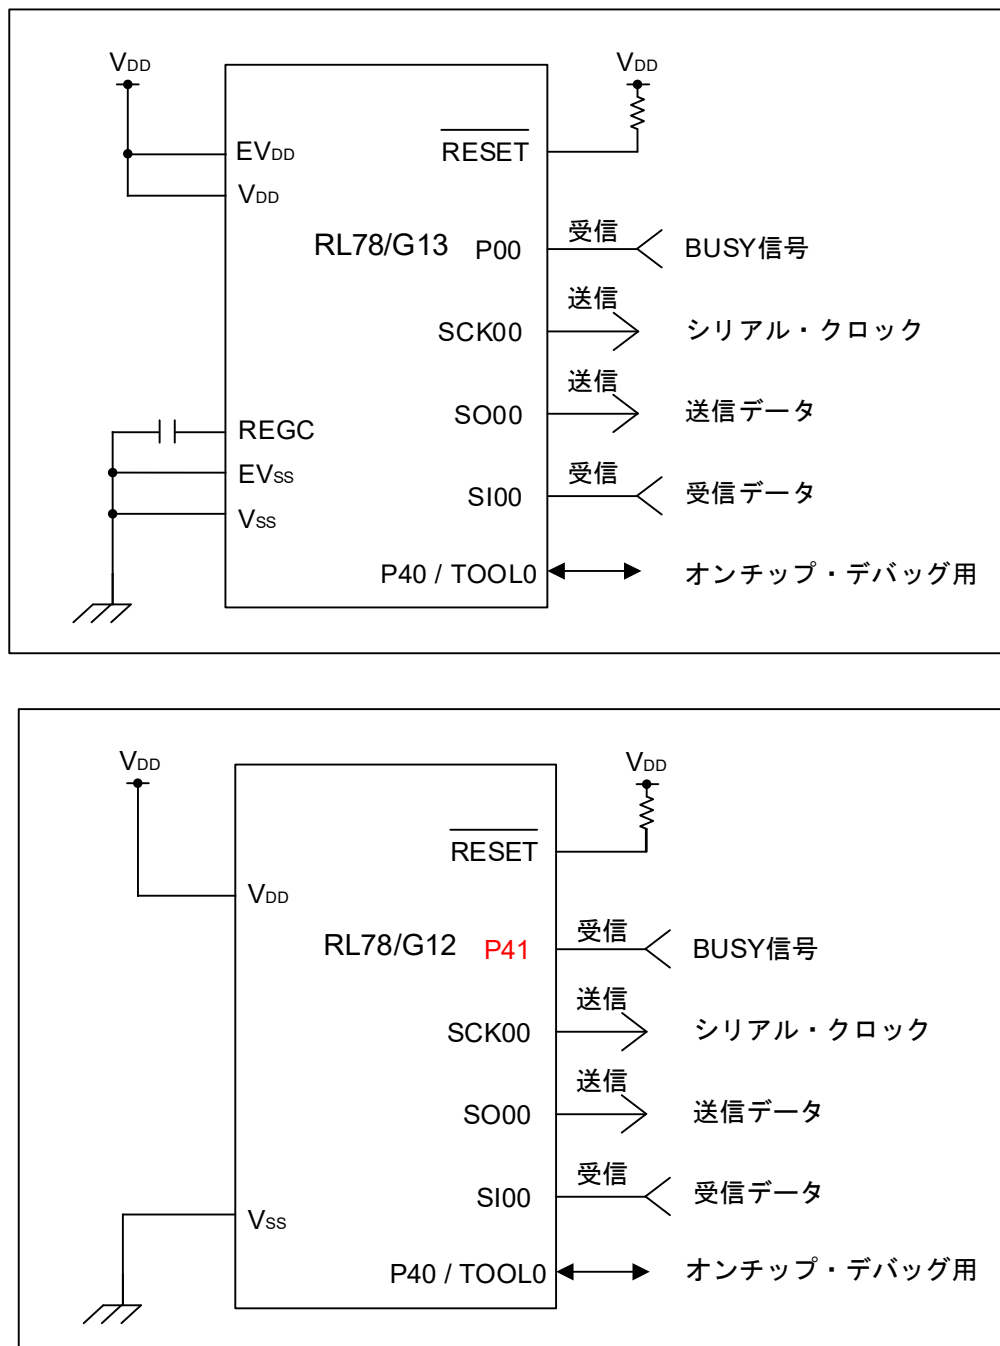 VDD
VDD
EVDD
RESET
VDD
RL78/G13
P00
受信
BUSY信号
送信
SCK00
シリアル・クロック
送信
SO00
送信データ
REGC
EVSS
受信
SI00
受信データ
VSS
P40 / TOOL0
オンチップ・デバッグ用
VDD
VDD
RESET
VDD
RL78/G12
P41
受信
BUSY信号
送信
SCK00
シリアル・クロック
送信
SO00
送信データ
受信
SI00
受信データ
VSS
P40 / TOOL0
オンチップ・デバッグ用